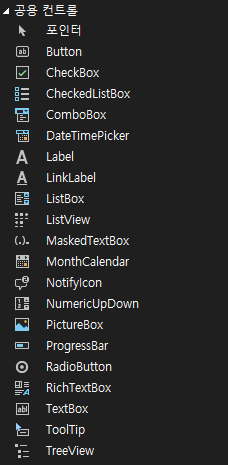 공용 컨트롤
포인터
Button
CheckBox
CheckedListBox
ComboBox
DateTimePicker
Label
LinkLabel
ListBox
ListView
MaskedTextBox
MonthCalendar
NotifyIcon
NumericUpDown
PictureBox
ProgressBar
RadioButton
RichTextBox
TextBox
ToolTip
TreeView